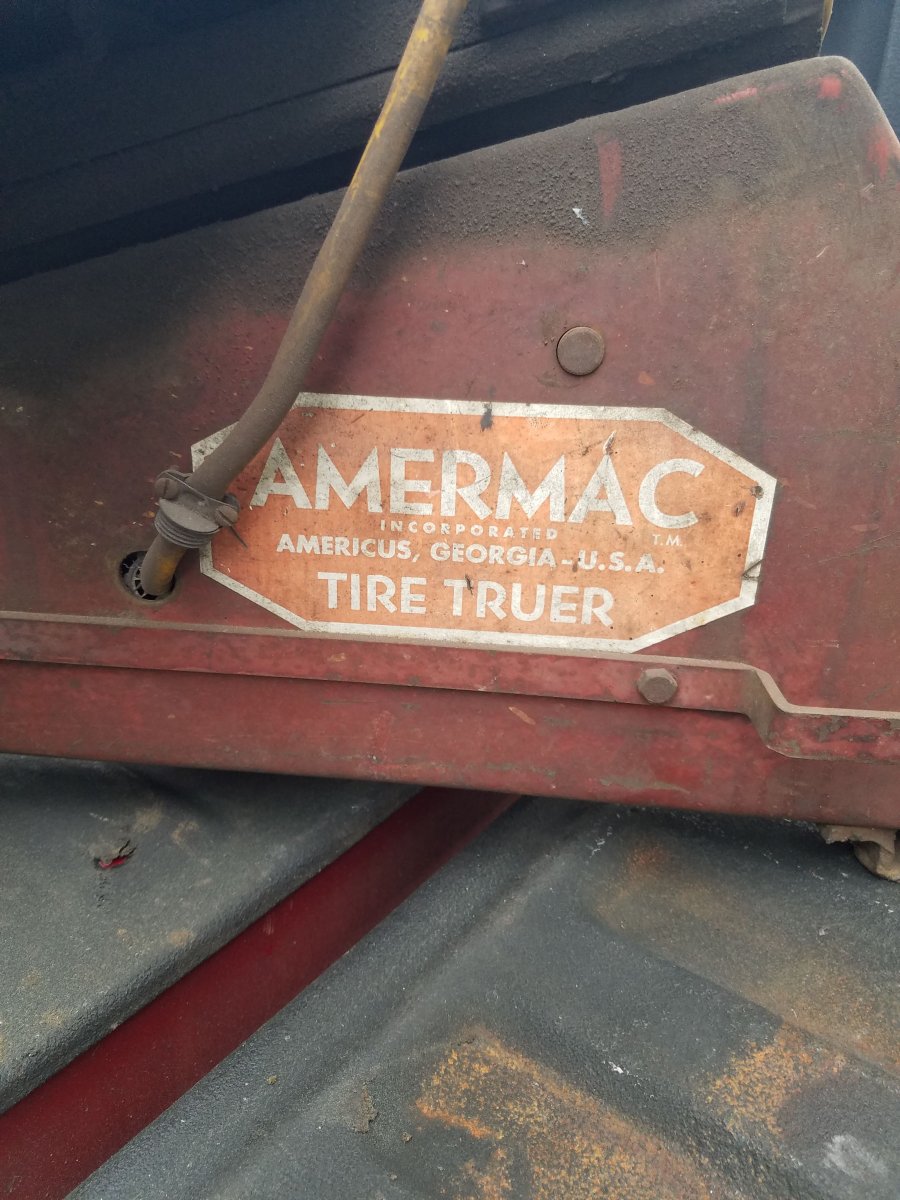 AMERMAC
INCORPORATED T.M.
AMERICUS, GEORGIA-U.S.A.
TIRE TRUER